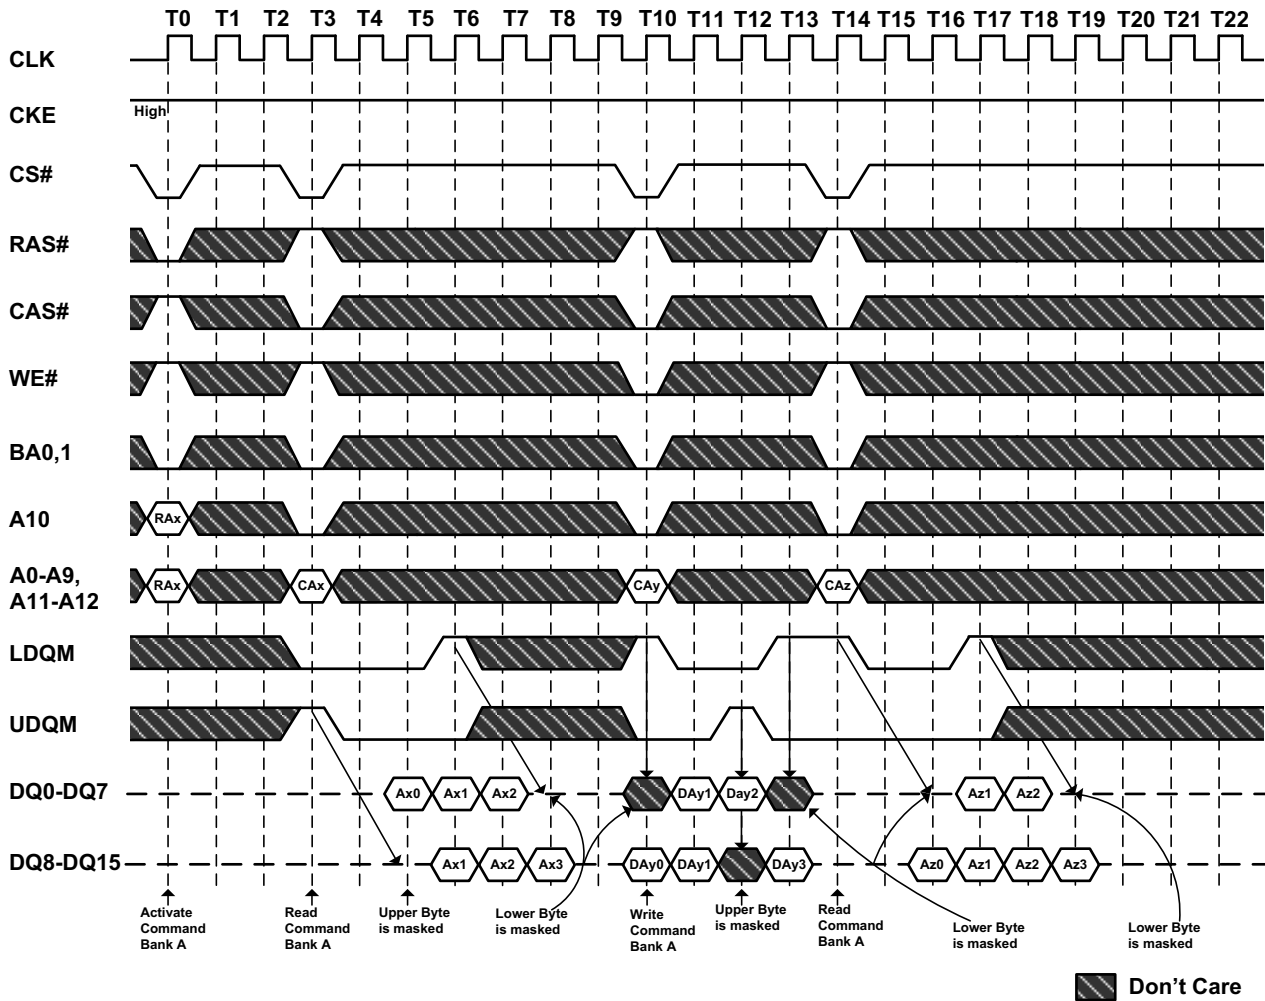 T0 T1 T2 T3 T4 T5 T6 T7 T8 T9 T10 T11 T12 T13 T14 T15 T16 T17 T18 T19 T20 T21 T22
CLK
CKE
High
CS#
RAS#
CAS#
WE#
BA0,1
A10
RAx
A0-A9,
A11-A12
RAx CAx CAy CAz
LDQM
UDQM
DQ0-DQ7
Ax0 Ax1 Ax2 DAy1 Day2 Az1 Az2
DQ8-DQ15
Ax1 Ax2 Ax3 DAy0 DAy1 DAy3 Az0 Az1 Az2 Az3
Activate
Command
Bank A
Read
Command
Bank A
Upper Byte
is masked
Lower Byte
is masked
Write
Command
Bank A
Upper Byte
is masked
Read
Command
Bank A
Lower Byte
is masked
Lower Byte
is masked
Don't Care